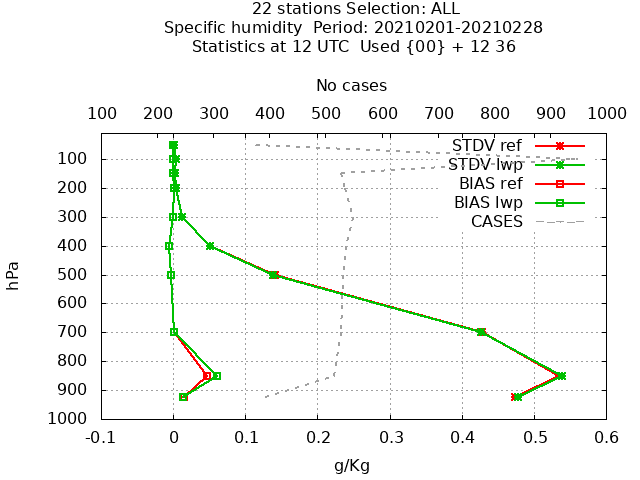 22 stations Selection: ALL
Specific humidity  Period: 20210201-20210228
Statistics at 12 UTC  Used {00} + 12 36
No cases
100 200 300 400 500 600 700 800 900 1000
STDV ref
STDV lwp
BIAS ref
BIAS lwp
CASES
hPa
100
200
300
400
500
600
700
800
900
1000
-0.1 0 0.1 0.2 0.3 0.4 0.5 0.6
g/Kg